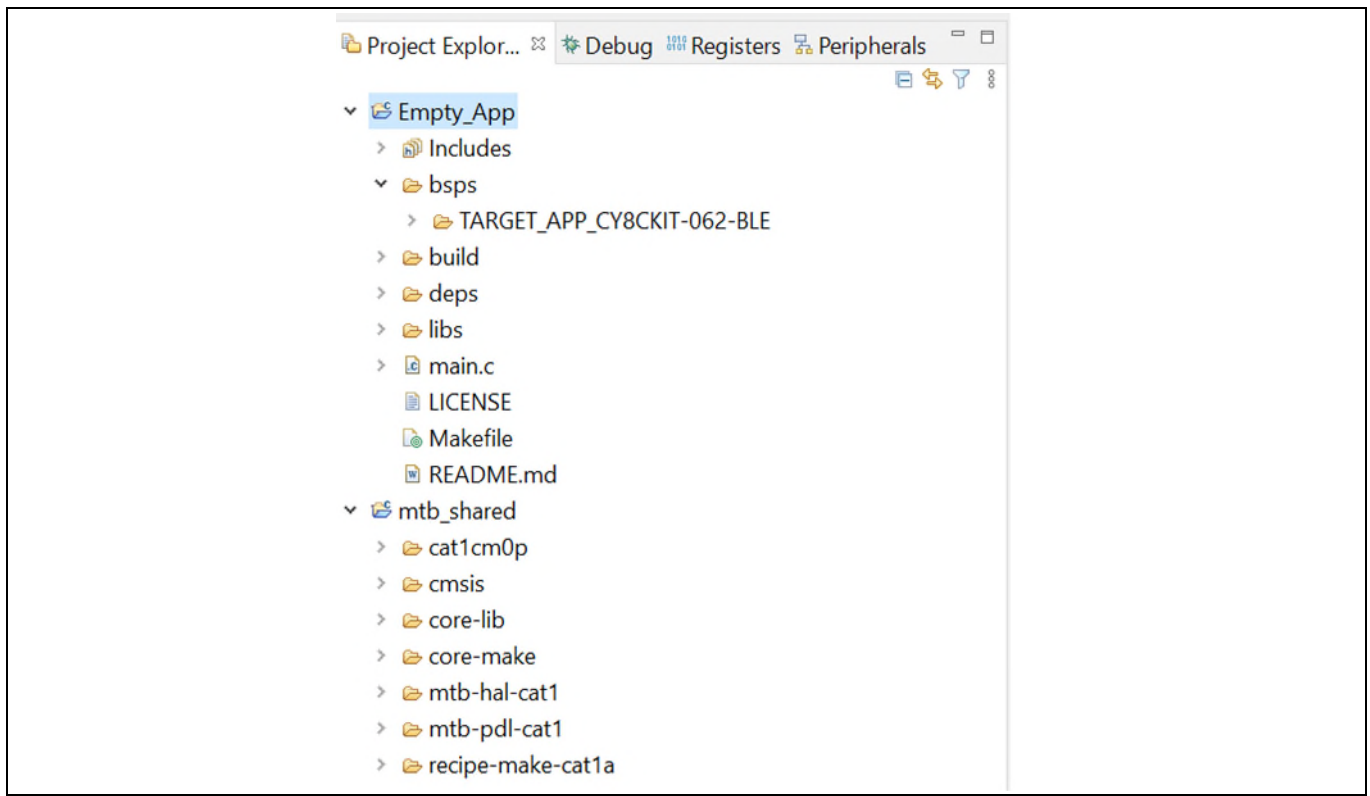 Project Explor... Debug Registers Peripherals
Empty_App
Includes
bsps
TARGET_APP_CY8CKIT-062-BLE
build
deps
libs
main.c
LICENSE
Makefile
README.md
mtb_shared
cat1cm0p
cmsis
core-lib
core-make
mtb-hal-cat1
mtb-pdl-cat1
recipe-make-cat1a